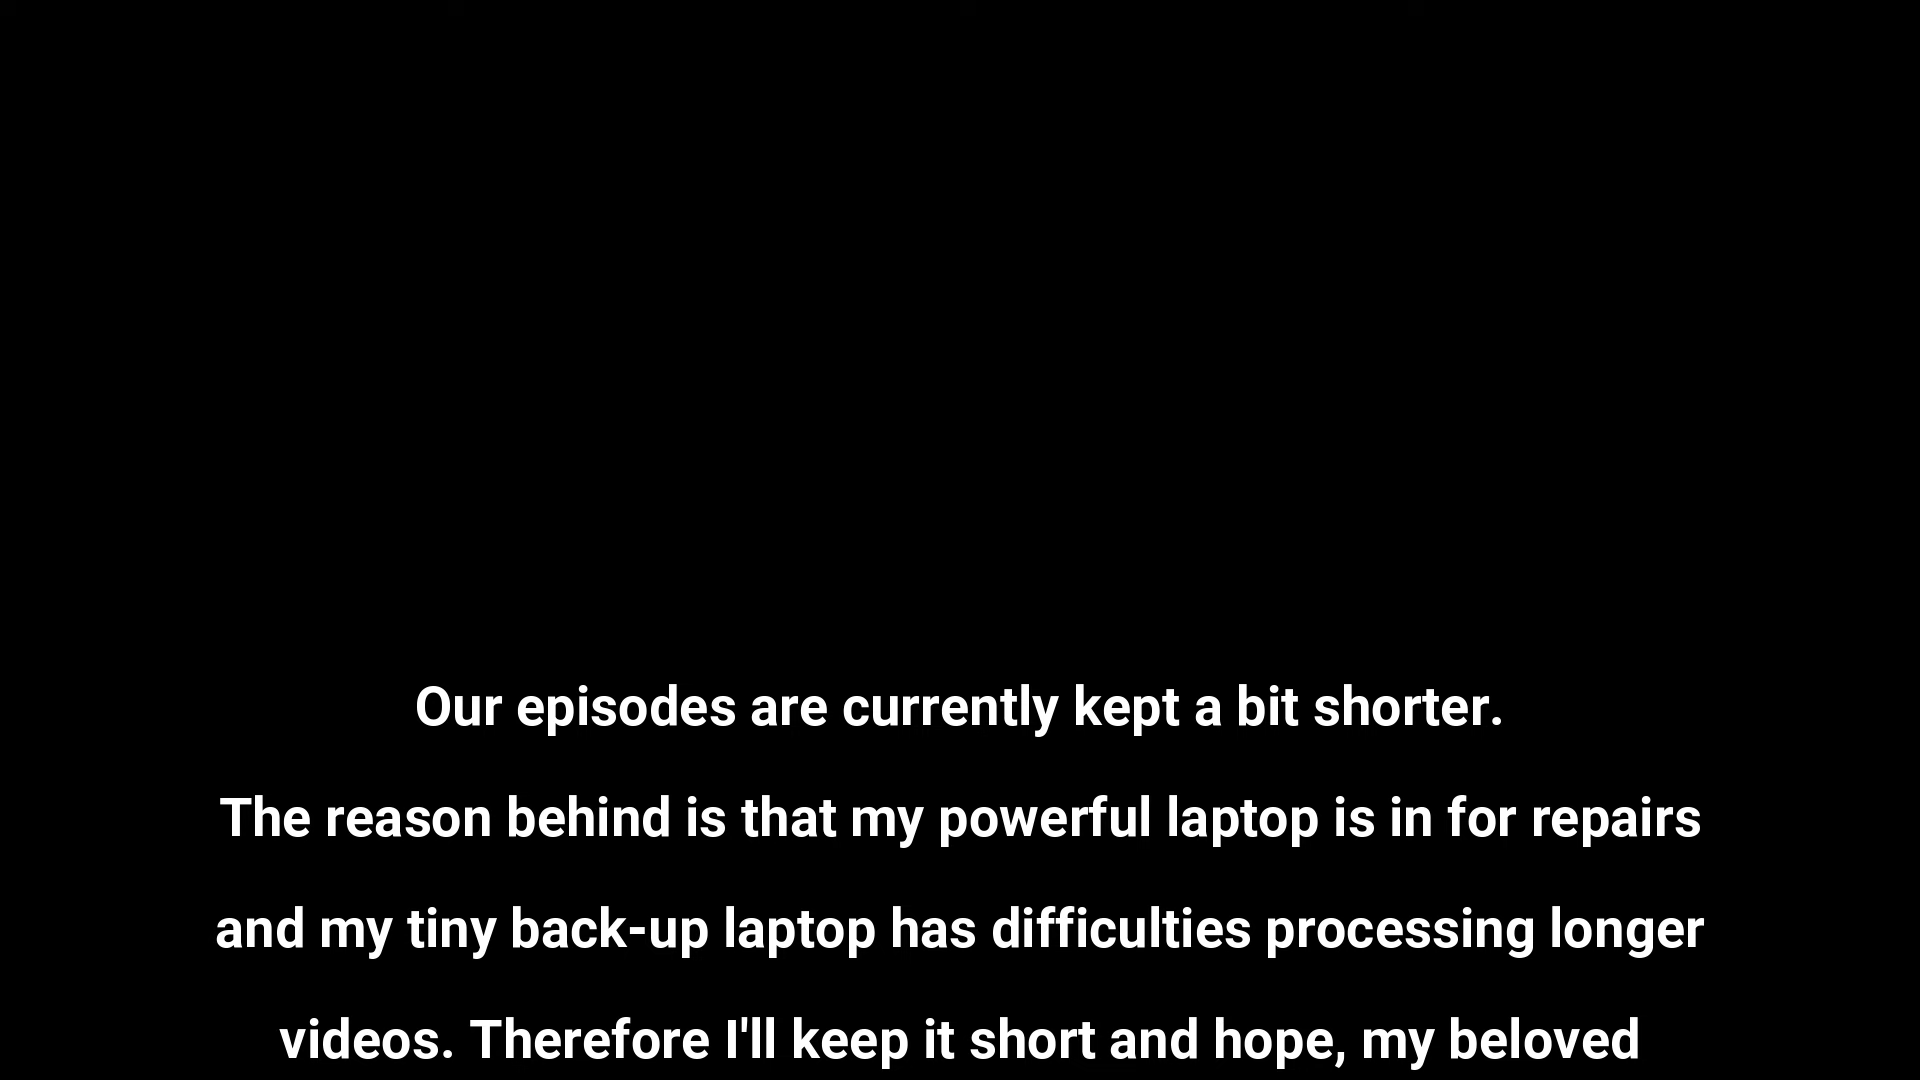 Our episodes are currently kept a bit shorter.
The reason behind is that my powerful laptop is in for repairs
and my tiny back-up laptop has difficulties processing longer
videos. Therefore I'll keep it short and hope, my beloved